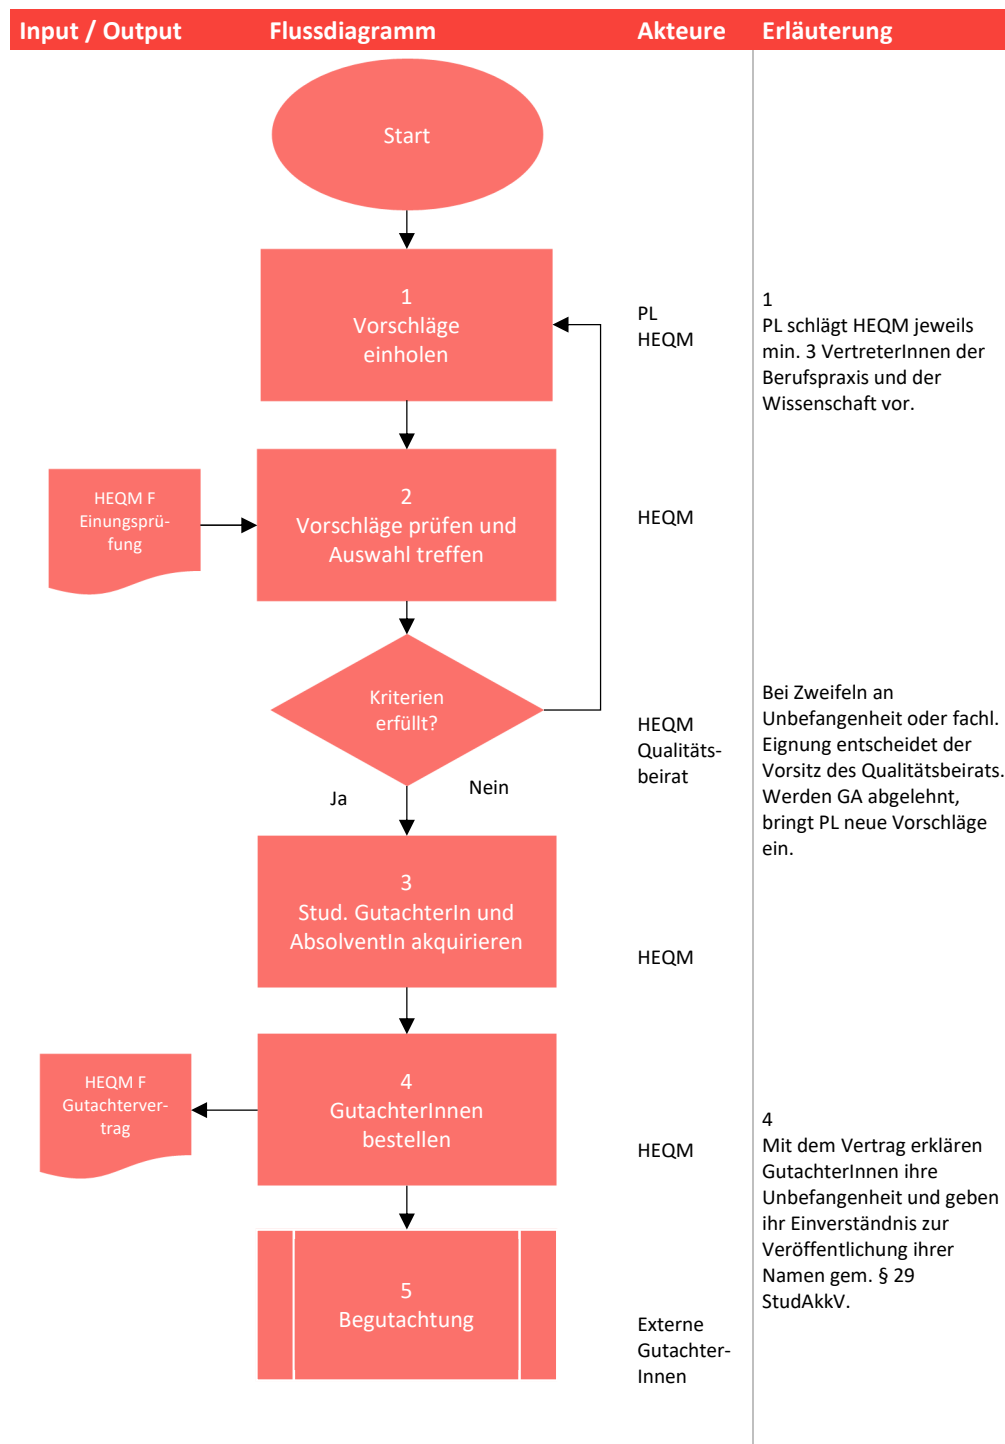 Input / Output Flussdiagramm Akteure Erläuterung
Start
1
Vorschläge
einholen
PL
HEQM
1
PL schlägt HEQM jeweils
min. 3 VertreterInnen der
Berufspraxis und der
Wissenschaft vor.
HEQM F
Einungsprü-
fung
2
Vorschläge prüfen und
Auswahl treffen
HEQM
Kriterien
erfüllt?
HEQM
Qualitäts-
beirat
Bei Zweifeln an
Unbefangenheit oder fachl.
Eignung entscheidet der
Vorsitz des Qualitätsbeirats.
Werden GA abgelehnt,
bringt PL neue Vorschläge
ein.
Ja
Nein
3
Stud. GutachterIn und
AbsolventIn akquirieren
HEQM
HEQM F
Gutachterver-
trag
4
GutachterInnen
bestellen
HEQM
4
Mit dem Vertrag erklären
GutachterInnen ihre
Unbefangenheit und geben
ihr Einverständnis zur
Veröffentlichung ihrer
Namen gem. § 29
StudAkkV.
5
Begutachtung
Externe
Gutachter-
Innen